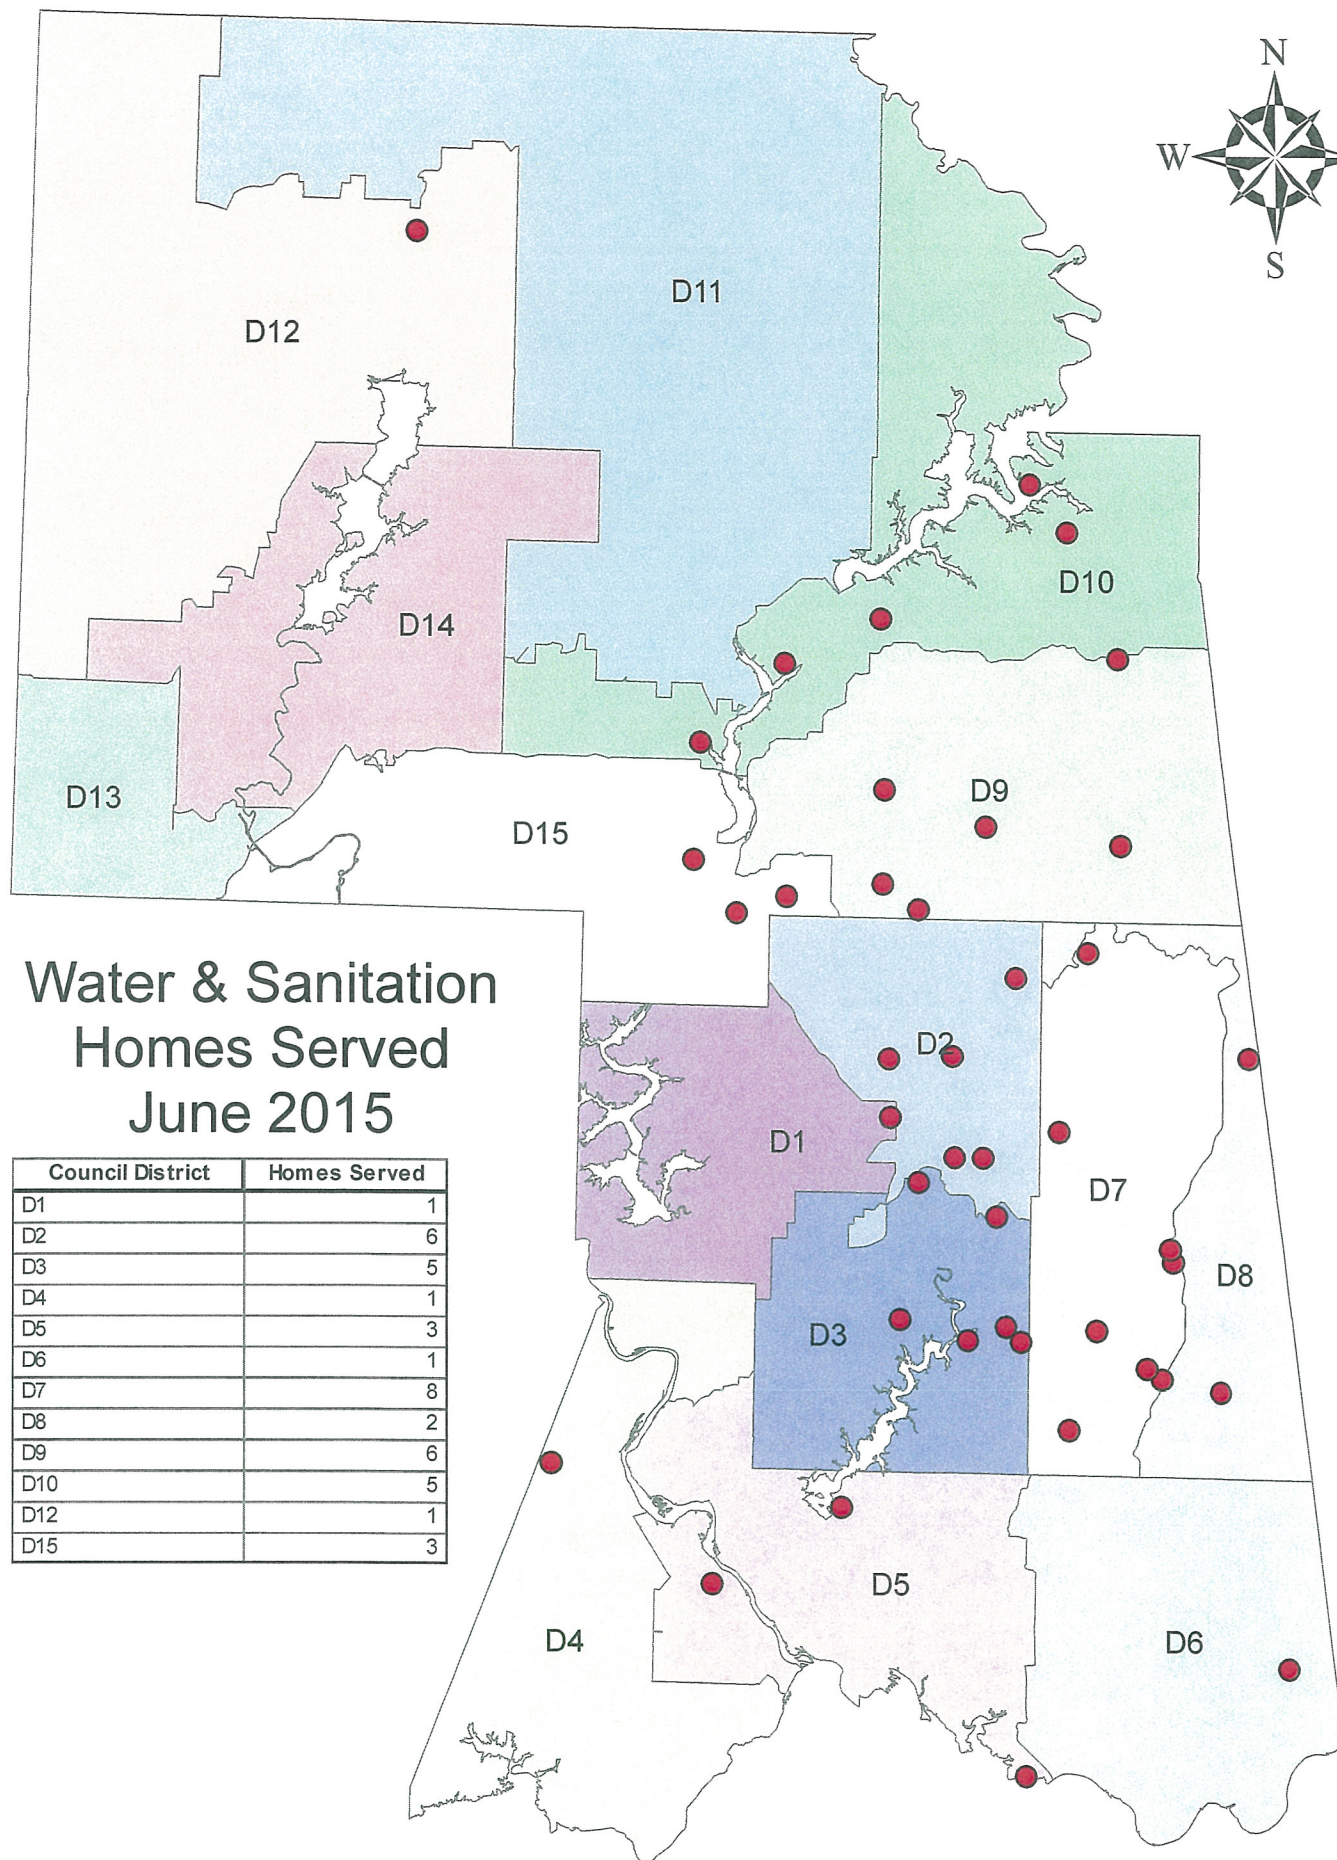 N
W
S
D11
D12
D10
D14
D13
D9
D15
Water & Sanitation
Homes Served
June 2015
D2
D1
D7
D8
D3
D5
D4
D6
Council District Homes Served
D1 1
D2 6
D3 5
D4 1
D5 3
D6 1
D7 8
D8 2
D9 6
D10 5
D12 1
D15 3